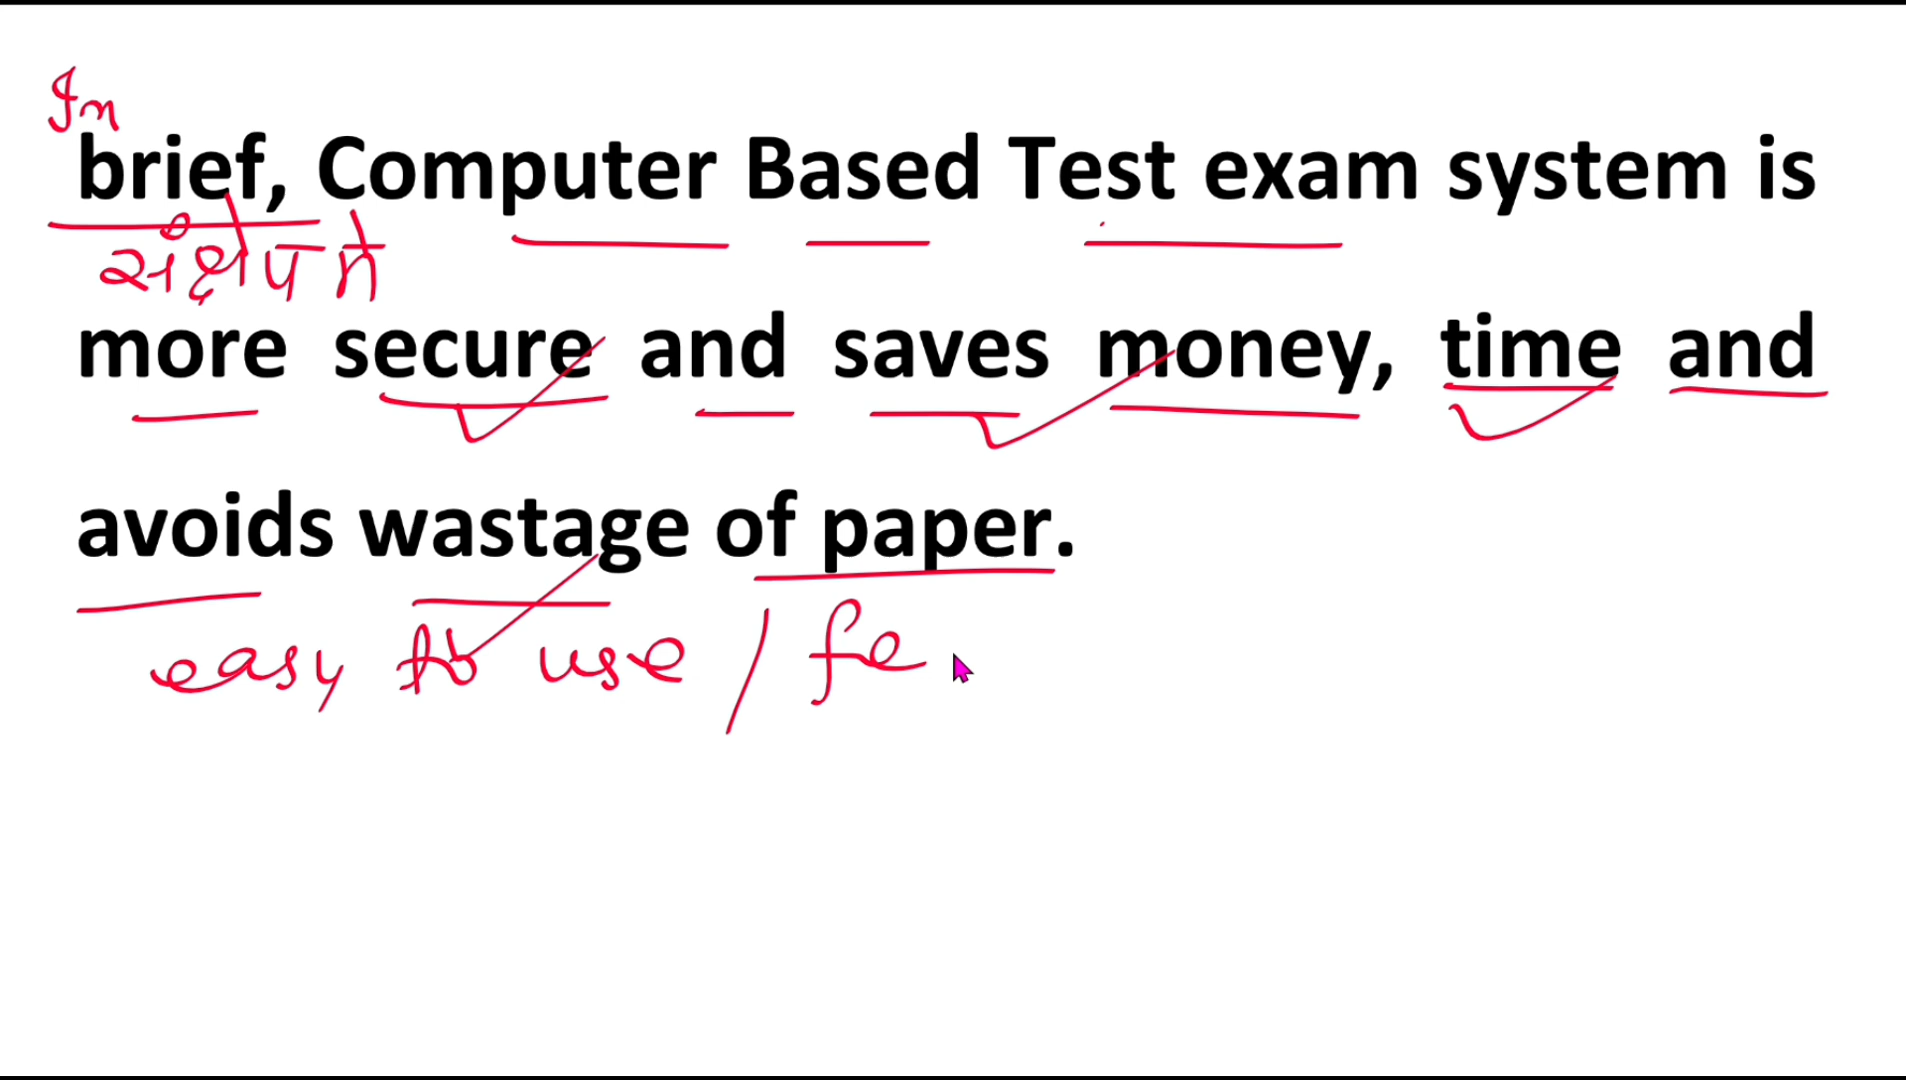 In
brief, Computer Based Test exam system is
संक्षेप में
more secure and saves money, time and
avoids wastage of paper.
easy to use / fe